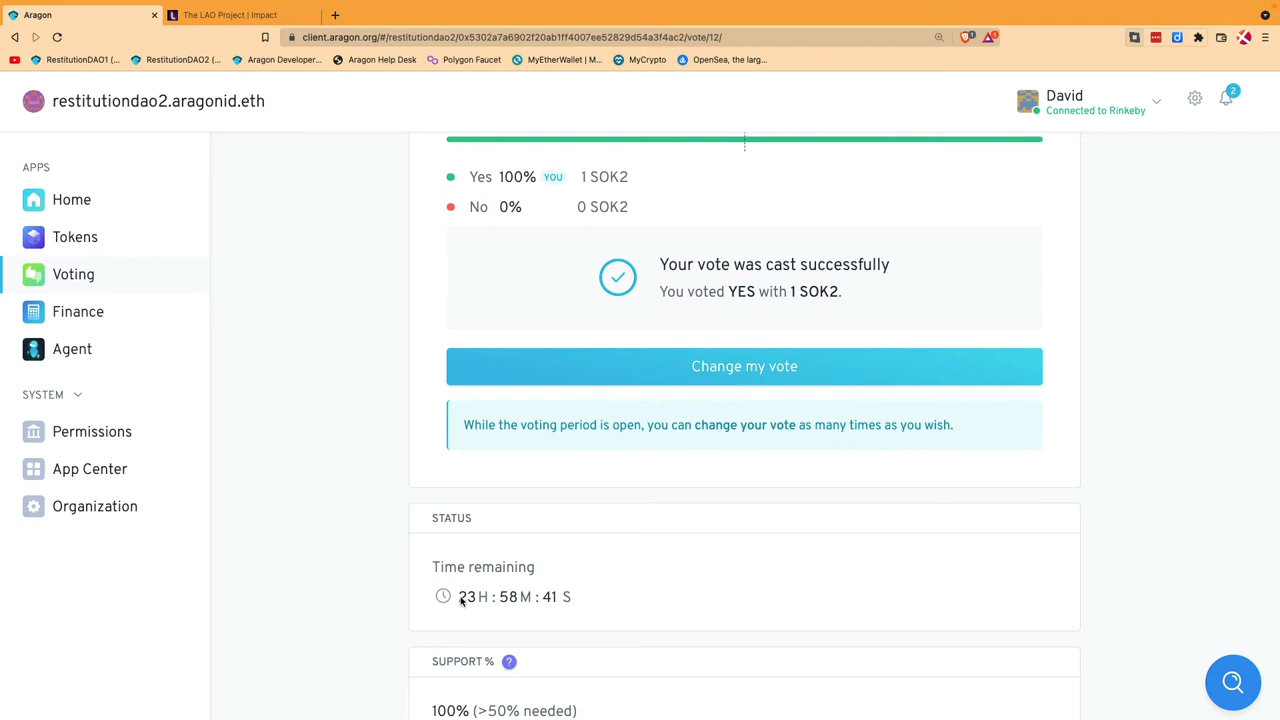 Aragon
The LAO Project | Impact
client.aragon.org/#/restitutiondao2/0x5302a7a6902f20ab1ff4007ee52829d54a3f4ac2/vote/12/
RestitutionDAO1 (...
RestitutionDAO2 (...
Aragon Developer...
Aragon Help Desk
Polygon Faucet
MyEtherWallet | M...
MyCrypto
OpenSea, the larg...
restitutiondao2.aragonid.eth
David
Connected to Rinkeby
2
APPS
Home
Tokens
Voting
Finance
Agent
SYSTEM
Permissions
App Center
Organization
Yes 100% YOU 1 SOK2
No 0% 0 SOK2
Your vote was cast successfully
You voted YES with 1 SOK2.
Change my vote
While the voting period is open, you can change your vote as many times as you wish.
STATUS
Time remaining
23 H : 58 M : 41 S
SUPPORT % ?
100% (>50% needed)